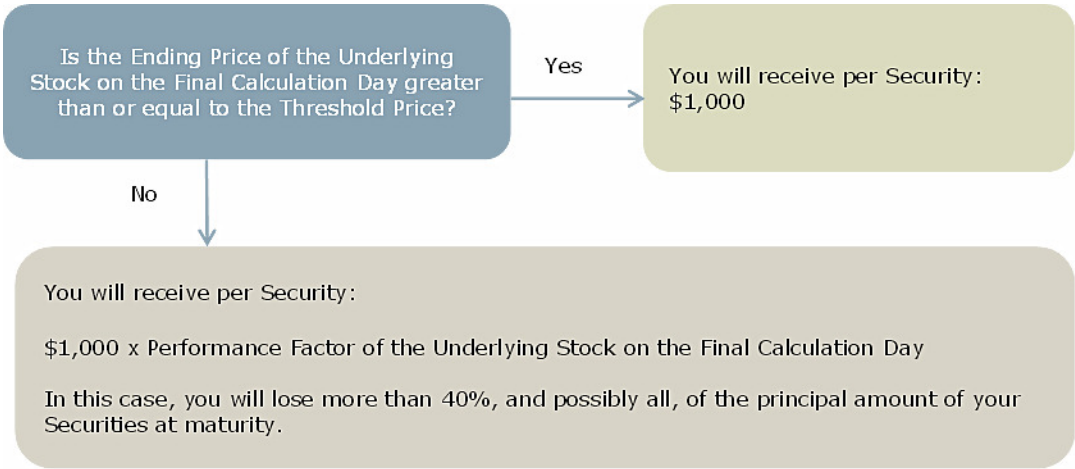 Is the Ending Price of the Underlying
Stock on the Final Calculation Day greater
than or equal to the Threshold Price?
Yes
You will receive per Security:
$1,000
No
You will receive per Security:
$1,000 x Performance Factor of the Underlying Stock on the Final Calculation Day
In this case, you will lose more than 40%, and possibly all, of the principal amount of your
Securities at maturity.